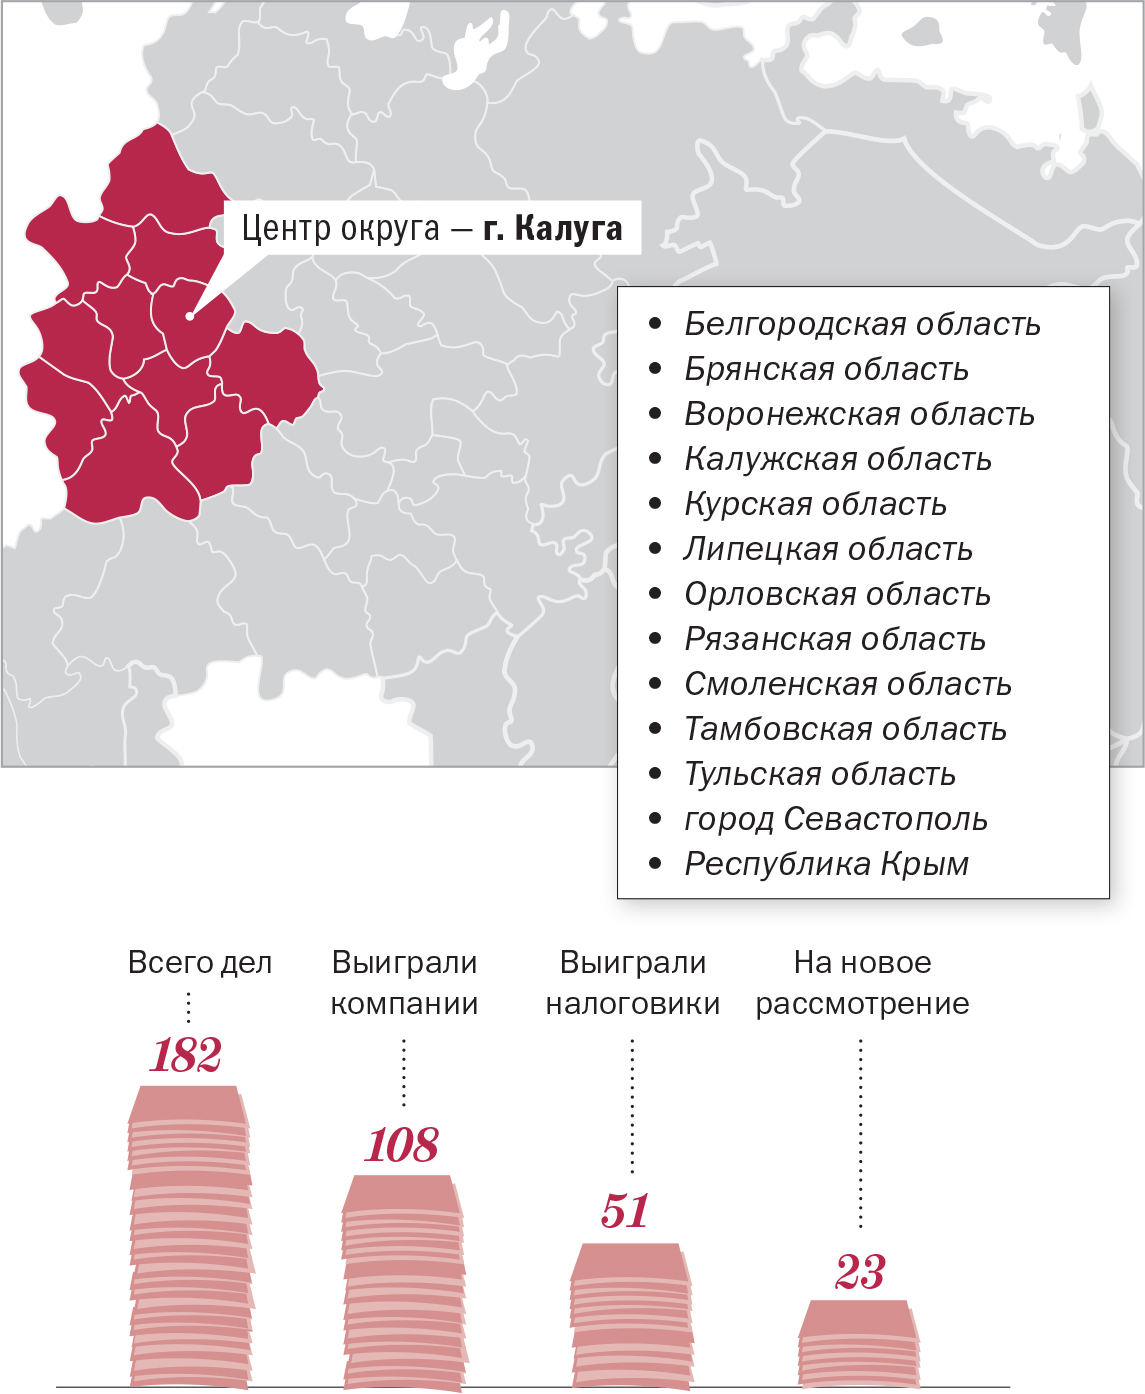 Центр округа – г. Калуга
• Белгородская область
• Брянская область
• Воронежская область
• Калужская область
• Курская область
• Липецкая область
• Орловская область
• Рязанская область
• Смоленская область
• Тамбовская область
• Тульская область
• город Севастополь
• Республика Крым
Всего дел
182
Выиграли
компании
108
Выиграли
налоговики
51
На новое
рассмотрение
23